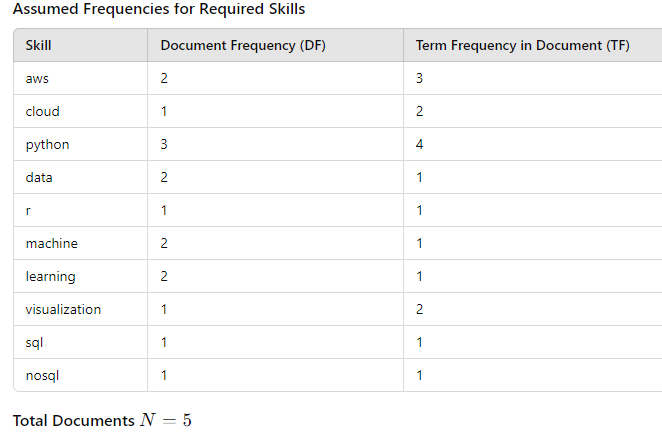 Assumed Frequencies for Required Skills
Skill Document Frequency (DF) Term Frequency in Document (TF)
aws 2 3
cloud 1 2
python 3 4
data 2 1
r 1 1
machine 2 1
learning 2 1
visualization 1 2
sql 1 1
nosql 1 1
Total Documents N = 5